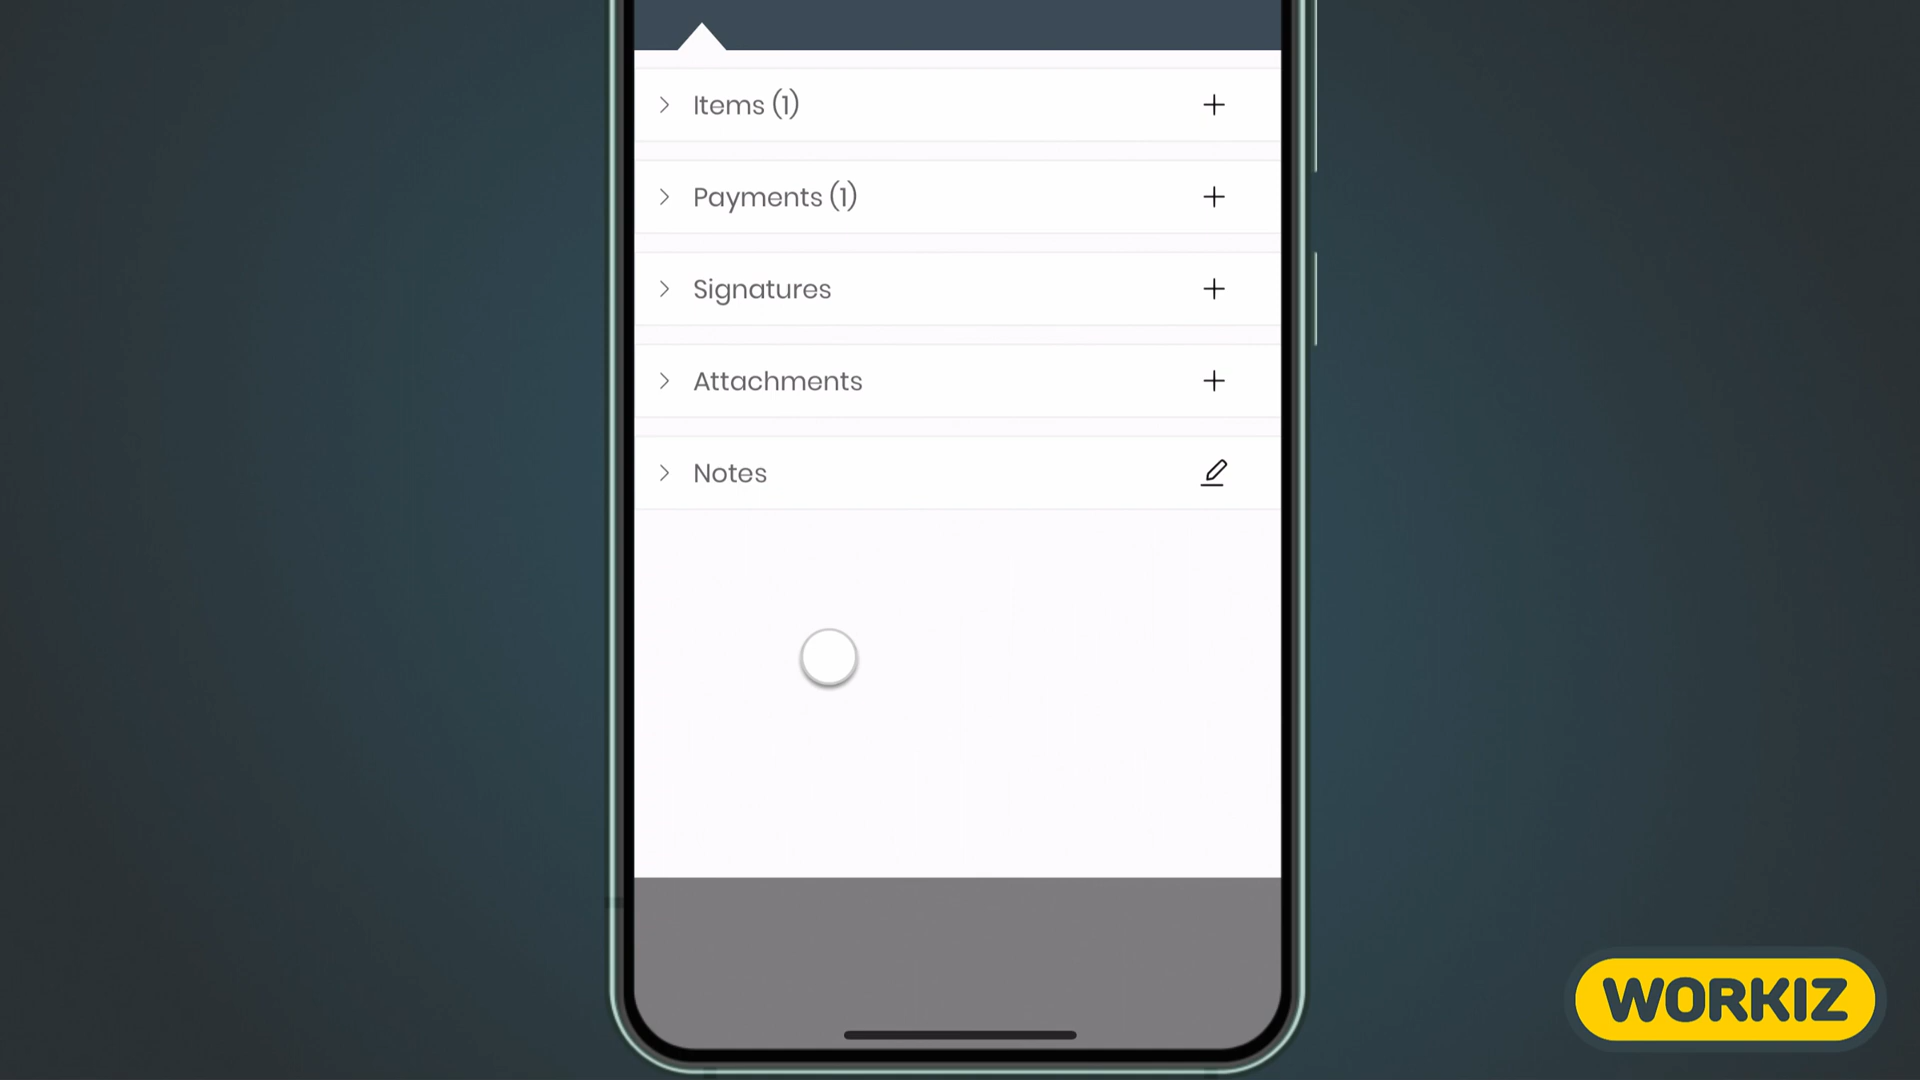 Items (1)
Payments (1)
Signatures
Attachments
Notes
WORKIZ